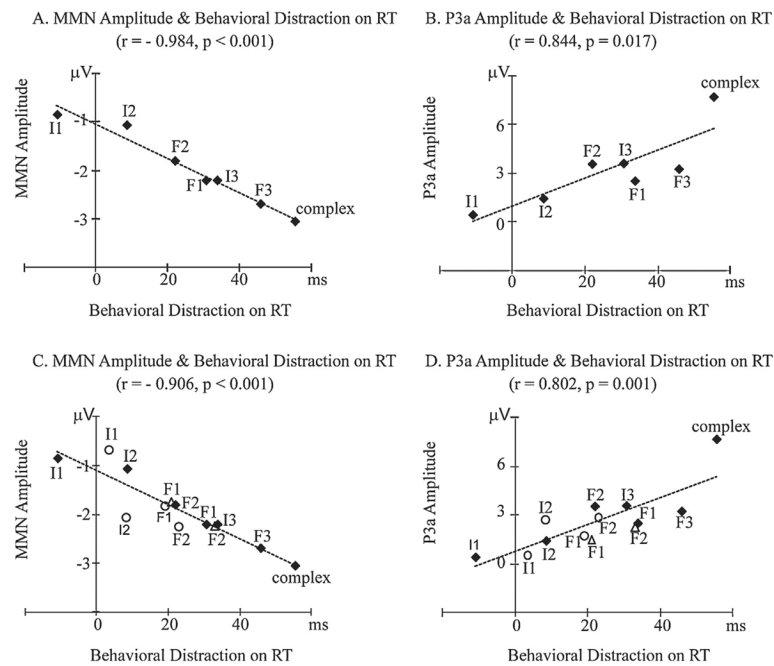 A. MMN Amplitude & Behavioral Distraction on RT
(r = - 0.984, p < 0.001)
μV
MMN Amplitude
-1
-2
-3
I1
I2
F2
F1
I3
F3
complex
0
20
40
ms
Behavioral Distraction on RT
B. P3a Amplitude & Behavioral Distraction on RT
(r = 0.844, p = 0.017)
μV
P3a Amplitude
6
3
0
complex
F2
I3
F1
F3
I1
I2
0
20
40
ms
Behavioral Distraction on RT
C. MMN Amplitude & Behavioral Distraction on RT
(r = - 0.906, p < 0.001)
μV
MMN Amplitude
-1
-2
-3
I1
I1
I2
I2
F1
F1
F2
F2
F1
F2
I3
F3
complex
0
20
40
ms
Behavioral Distraction on RT
D. P3a Amplitude & Behavioral Distraction on RT
(r = 0.802, p = 0.001)
μV
P3a Amplitude
6
3
0
complex
I2
F2
I3
F1
F2
F3
F1
F1
F2
I1
I1
I2
0
20
40
ms
Behavioral Distraction on RT